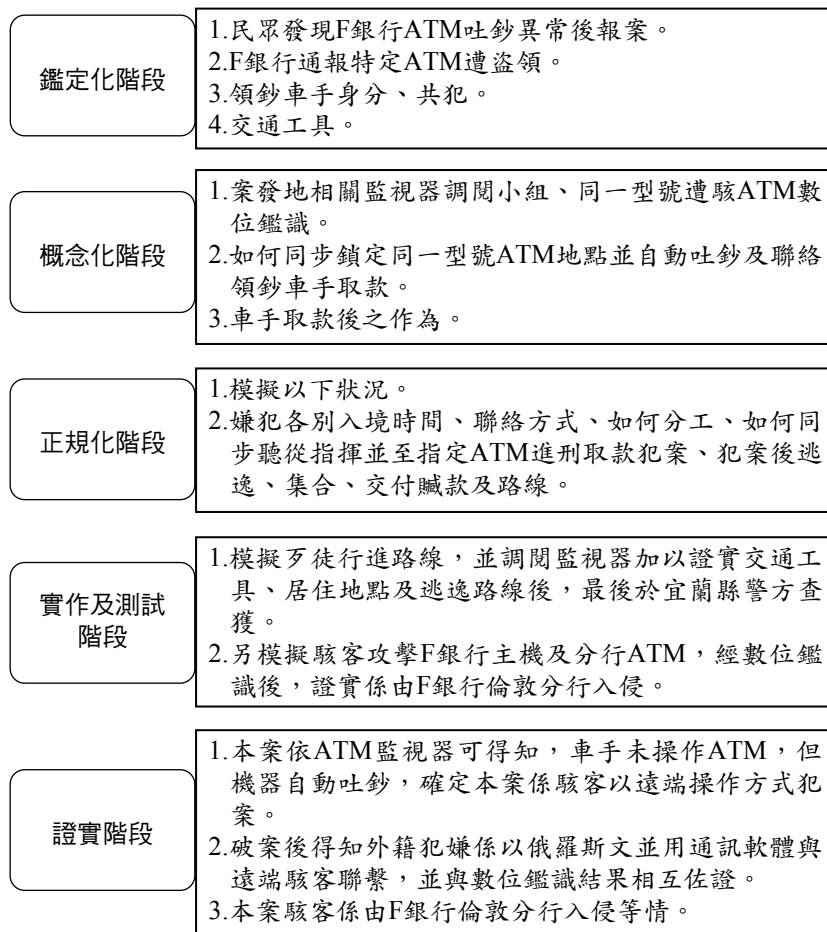 鑑定化階段
1.民眾發現F銀行ATM吐鈔異常後報案。
2.F銀行通報特定ATM遭盜領。
3.領鈔車手身分、共犯。
4.交通工具。
概念化階段
1.案發地相關監視器調閱小組、同一型號遭駭ATM數
位鑑識。
2.如何同步鎖定同一型號ATM地點並自動吐鈔及聯絡
領鈔車手取款。
3.車手取款後之作為。
正規化階段
1.模擬以下狀況。
2.嫌犯各別入境時間、聯絡方式、如何分工、如何同
步聽從指揮並至指定ATM進刑取款犯案、犯案後逃
逸、集合、交付贓款及路線。
實作及測試
階段
1.模擬歹徒行進路線，並調閱監視器加以證實交通工
具、居住地點及逃逸路線後，最後於宜蘭縣警方查
獲。
2.另模擬駭客攻擊F銀行主機及分行ATM，經數位鑑
識後，證實係由F銀行倫敦分行入侵。
證實階段
1.本案依ATM監視器可得知，車手未操作ATM，但
機器自動吐鈔，確定本案係駭客以遠端操作方式犯
案。
2.破案後得知外籍犯嫌係以俄羅斯文並用通訊軟體與
遠端駭客聯繫，並與數位鑑識結果相互佐證。
3.本案駭客係由F銀行倫敦分行入侵等情。